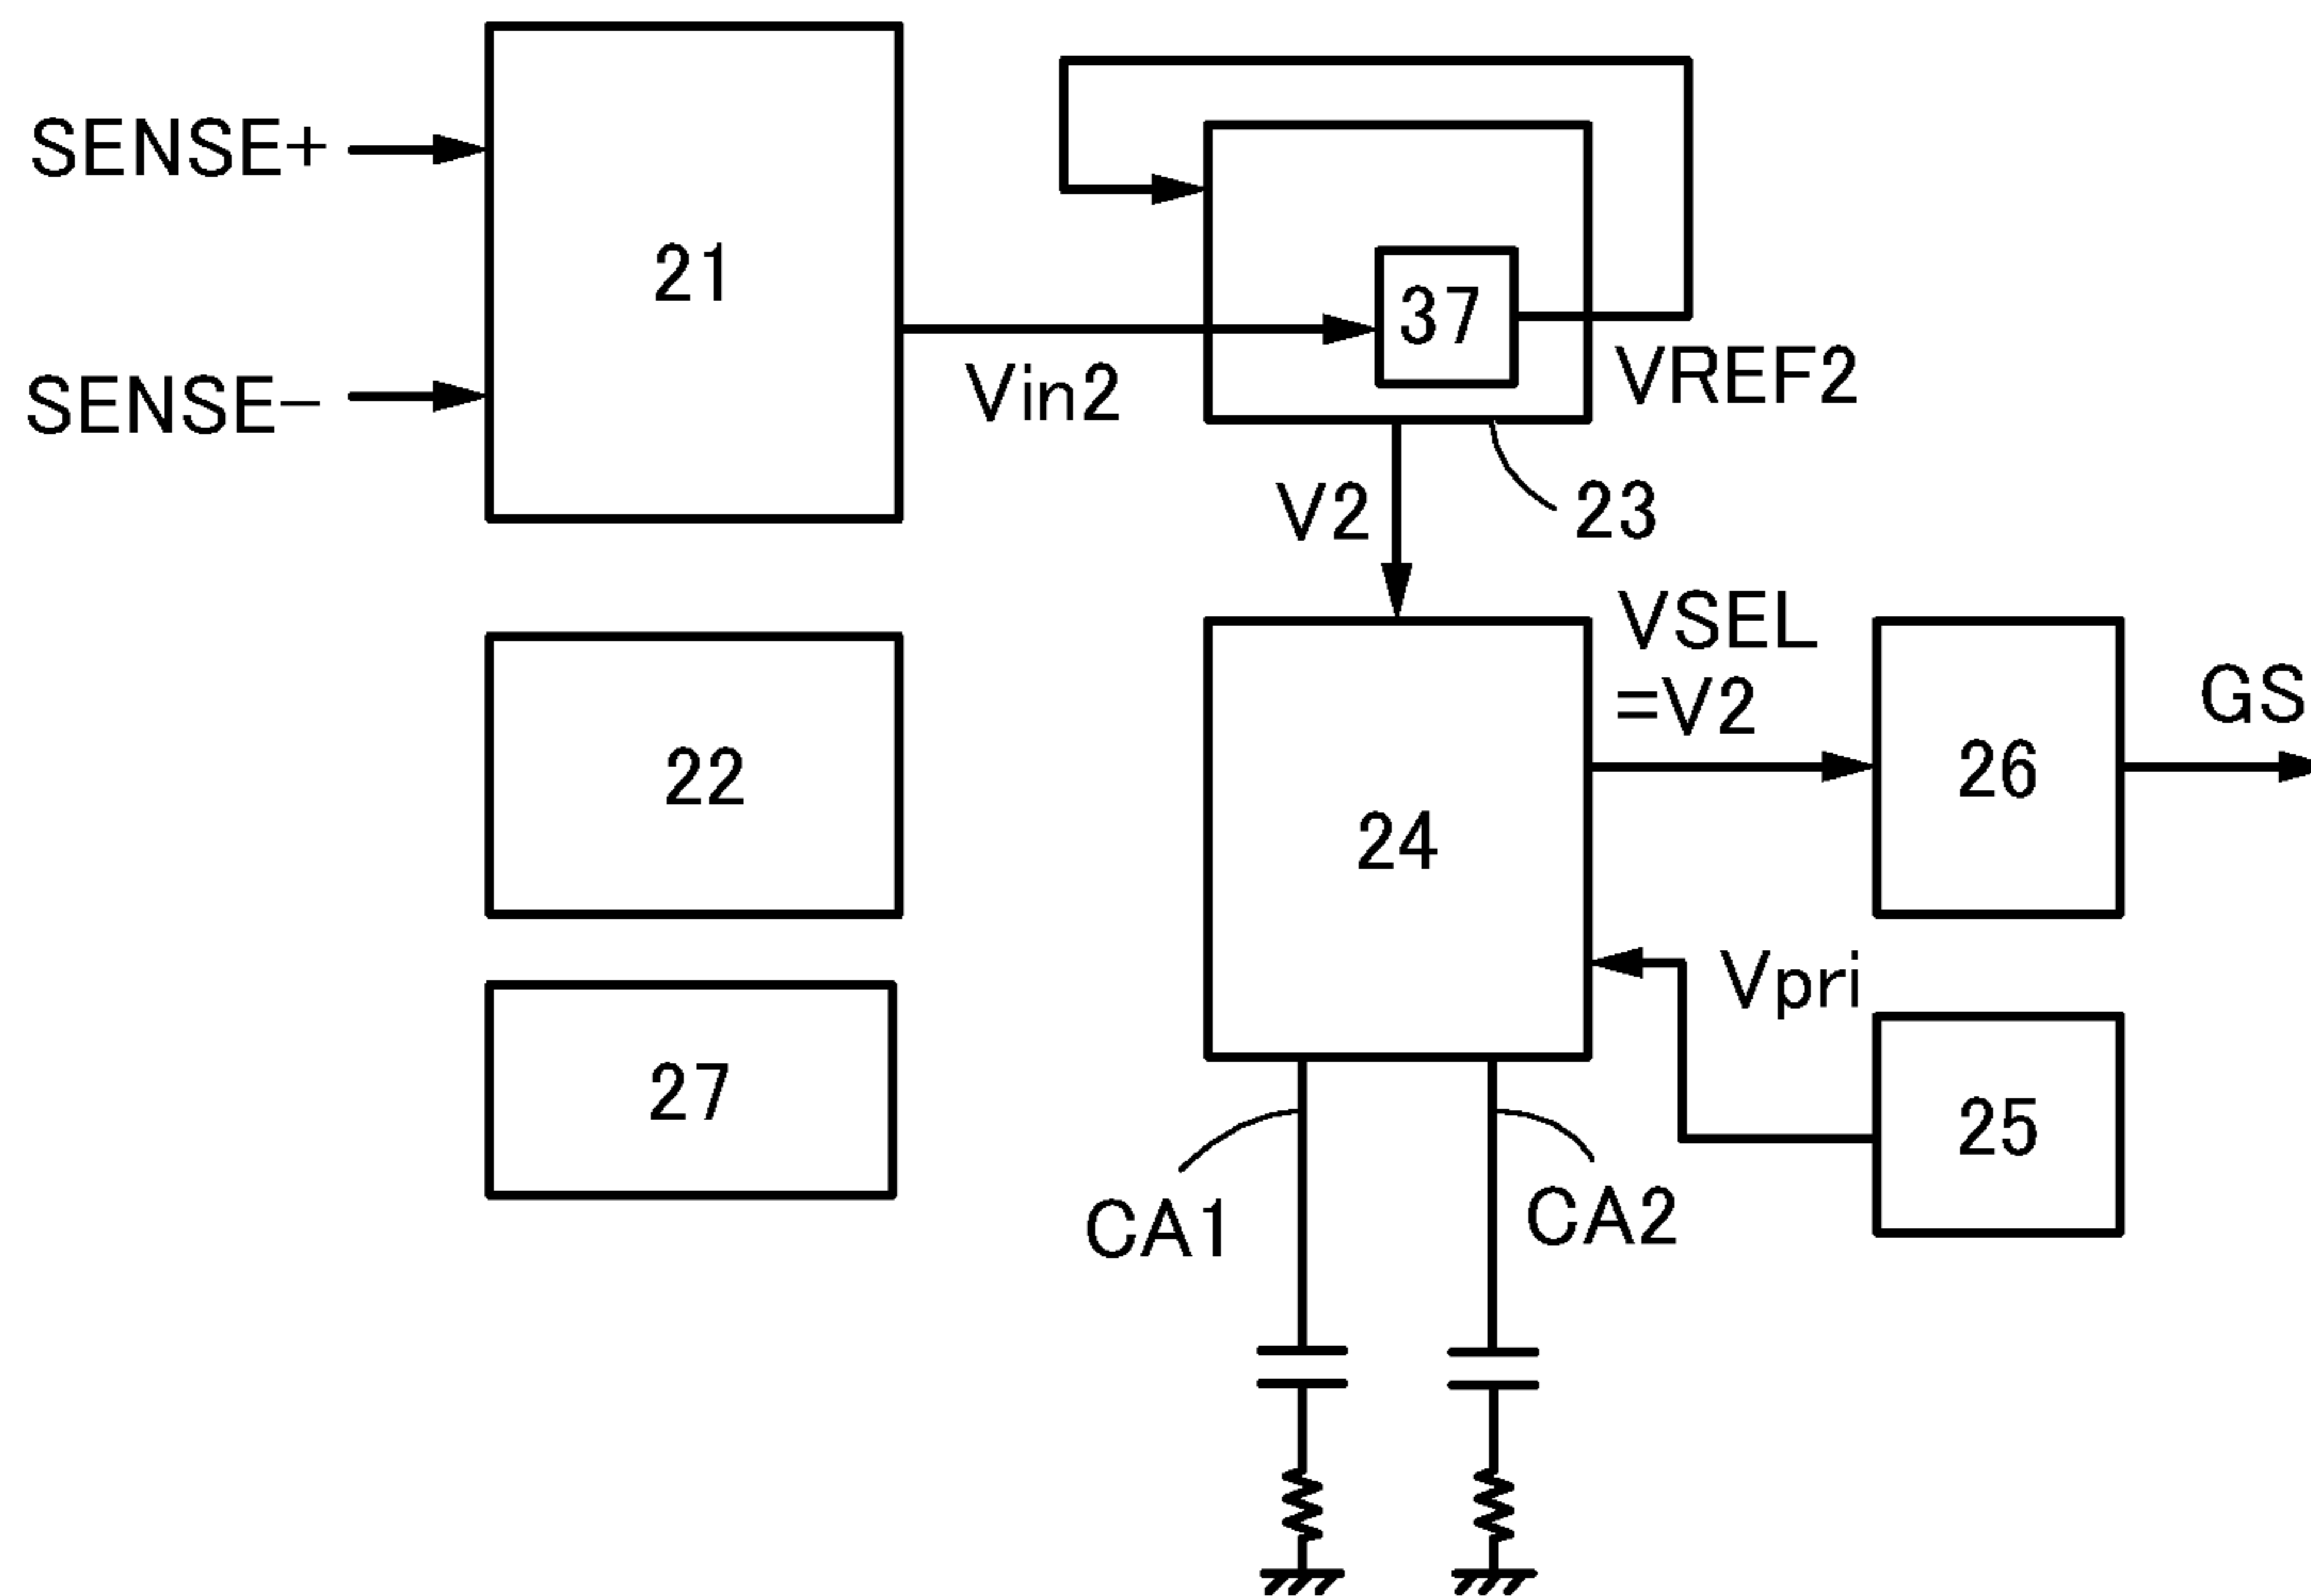 SENSE+
21
37
SENSE−
Vin2
VREF2
V2
23
VSEL
=V2
GS
22
26
24
Vpri
27
25
CA1
CA2